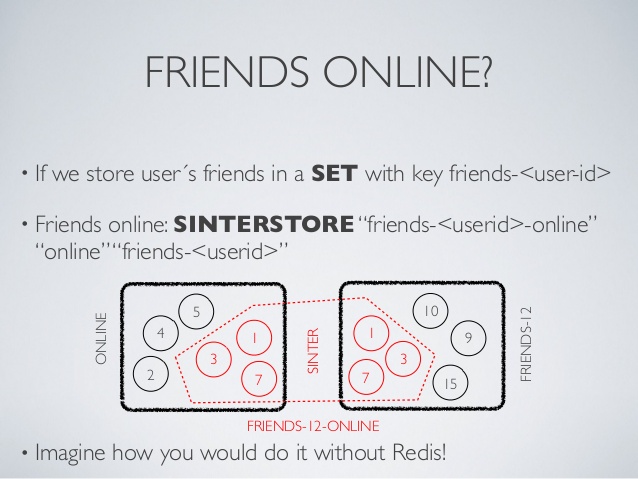 FRIENDS ONLINE?
• If we store user´s friends in a SET with key friends-<user-id>
• Friends online: SINTERSTORE “friends-<userid>-online”
“online” “friends-<userid>”
ONLINE
5
4
2
1
3
7
SINTER
1
3
7
10
9
15
FRIENDS-12
FRIENDS-12-ONLINE
• Imagine how you would do it without Redis!